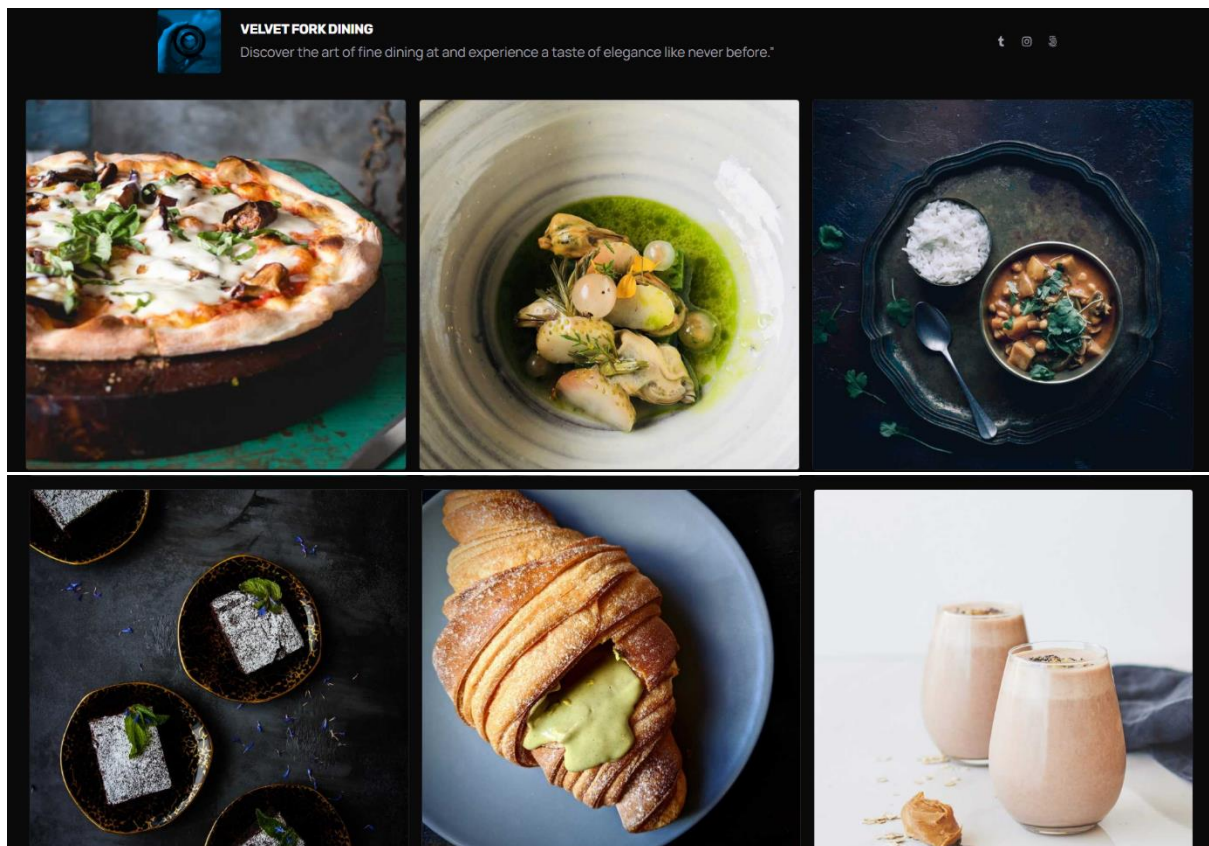 VELVET FORK DINING
Discover the art of fine dining at and experience a taste of elegance like never before.”